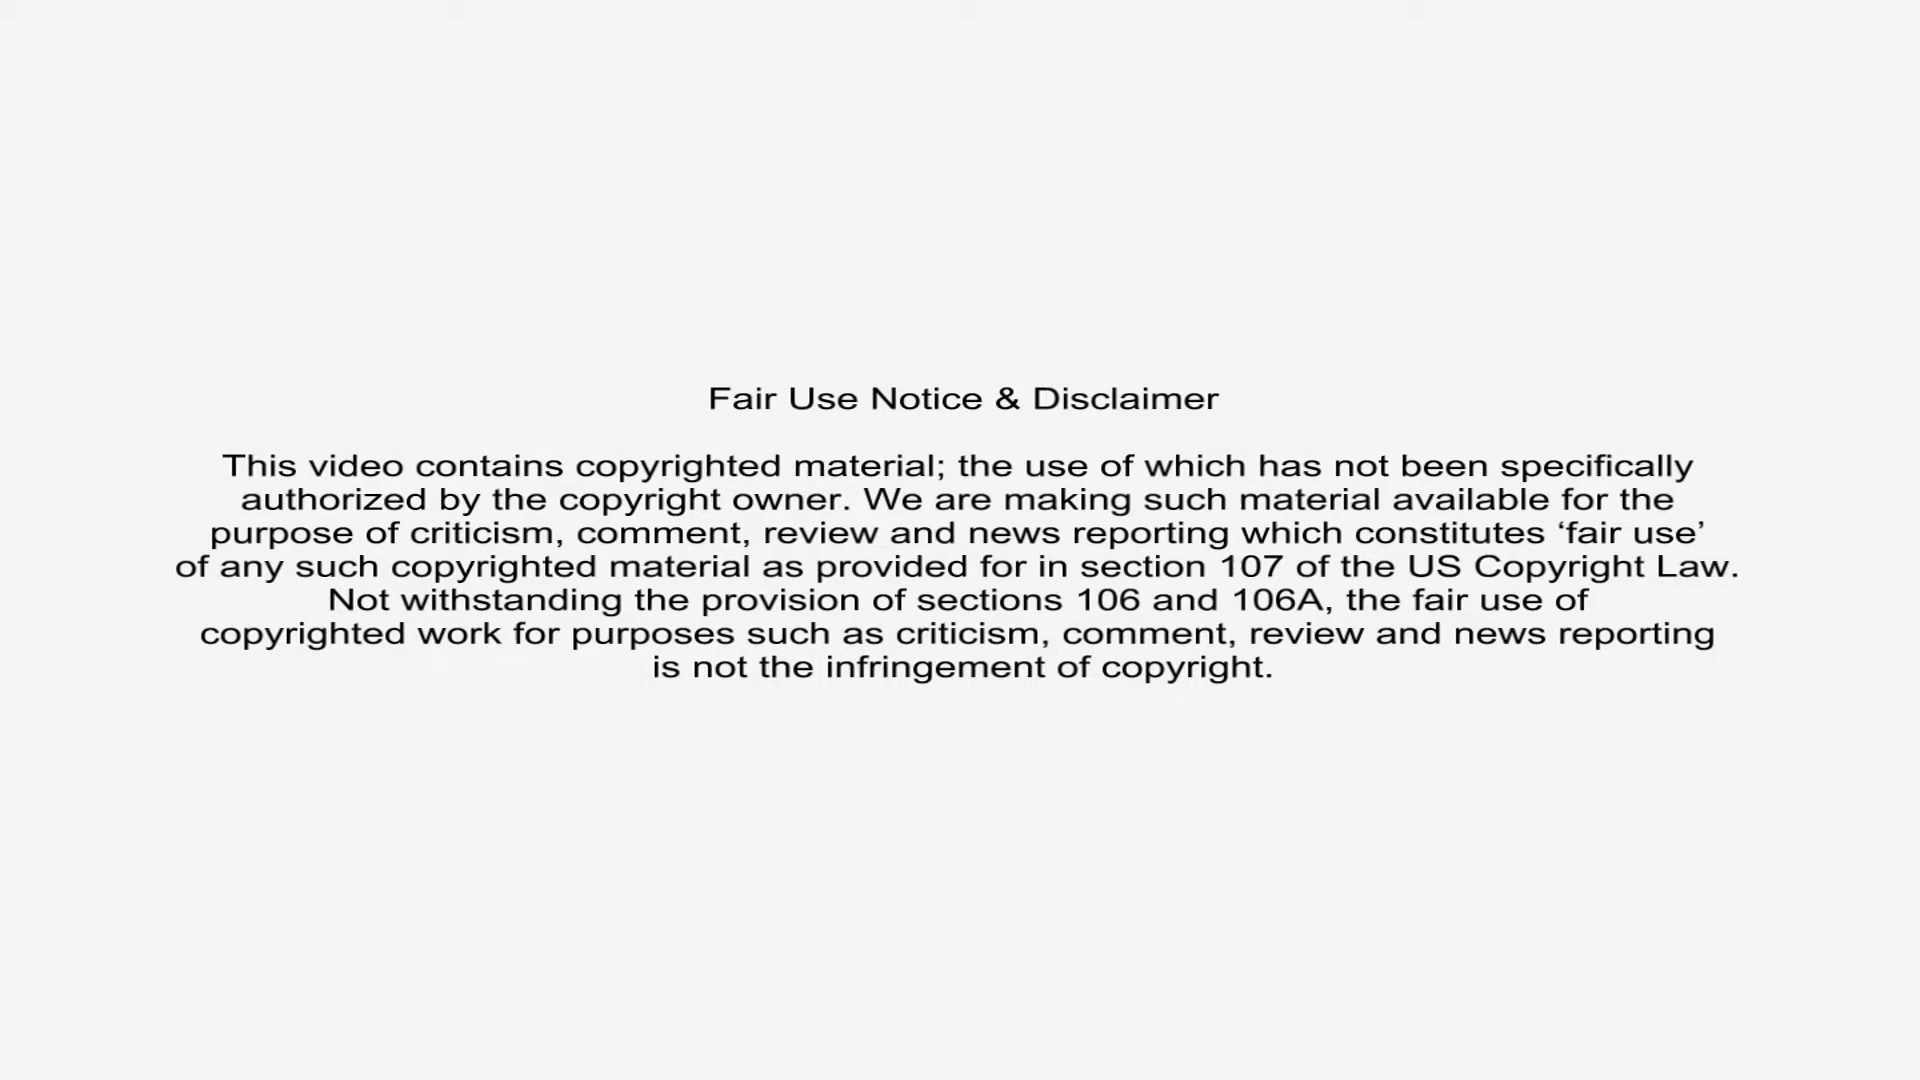 Fair Use Notice & Disclaimer
This video contains copyrighted material; the use of which has not been specifically
authorized by the copyright owner. We are making such material available for the
purpose of criticism, comment, review and news reporting which constitutes ‘fair use’
of any such copyrighted material as provided for in section 107 of the US Copyright Law.
Not withstanding the provision of sections 106 and 106A, the fair use of
copyrighted work for purposes such as criticism, comment, review and news reporting
is not the infringement of copyright.